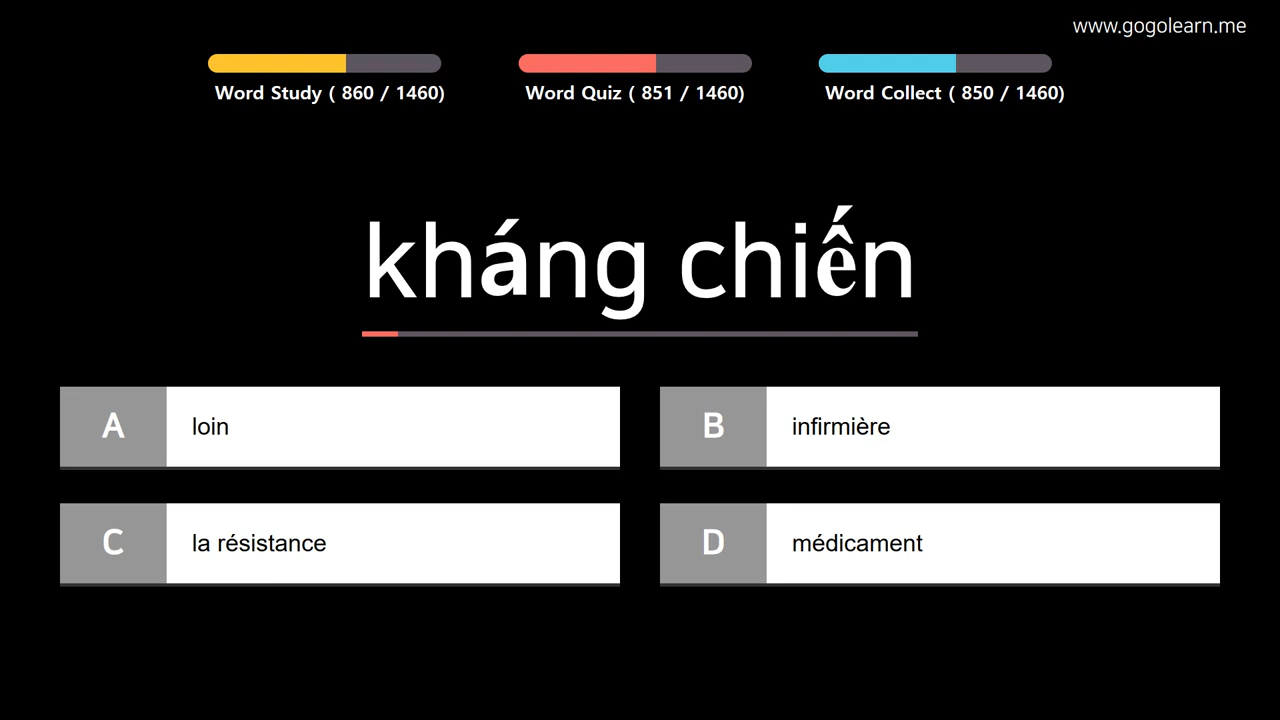 www.gogolearn.me
Word Study ( 860 / 1460)
Word Quiz ( 851 / 1460)
Word Collect ( 850 / 1460)
kháng chiến
A loin
B infirmière
C la résistance
D médicament